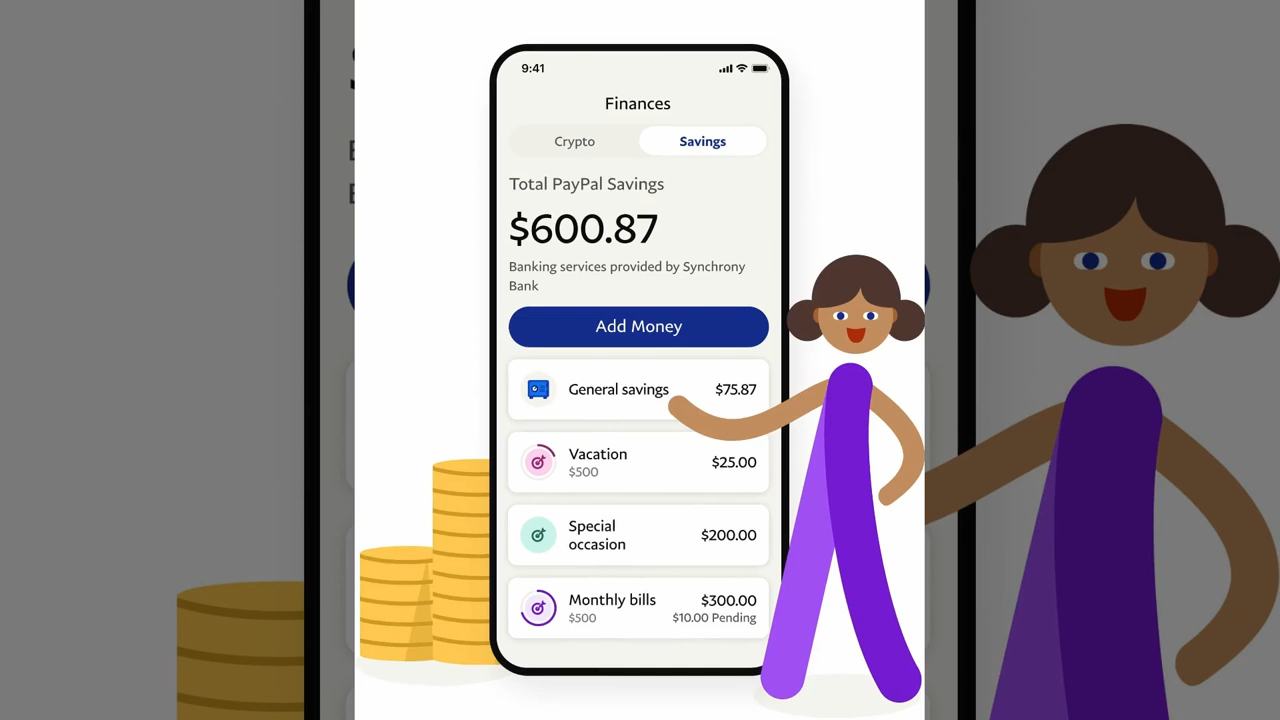 9:41
Finances
Crypto
Savings
Total PayPal Savings
$600.87
Banking services provided by Synchrony
Bank
Add Money
General savings
$75.87
Vacation
$500
$25.00
Special
occasion
$200.00
Monthly bills
$500
$300.00
$10.00 Pending